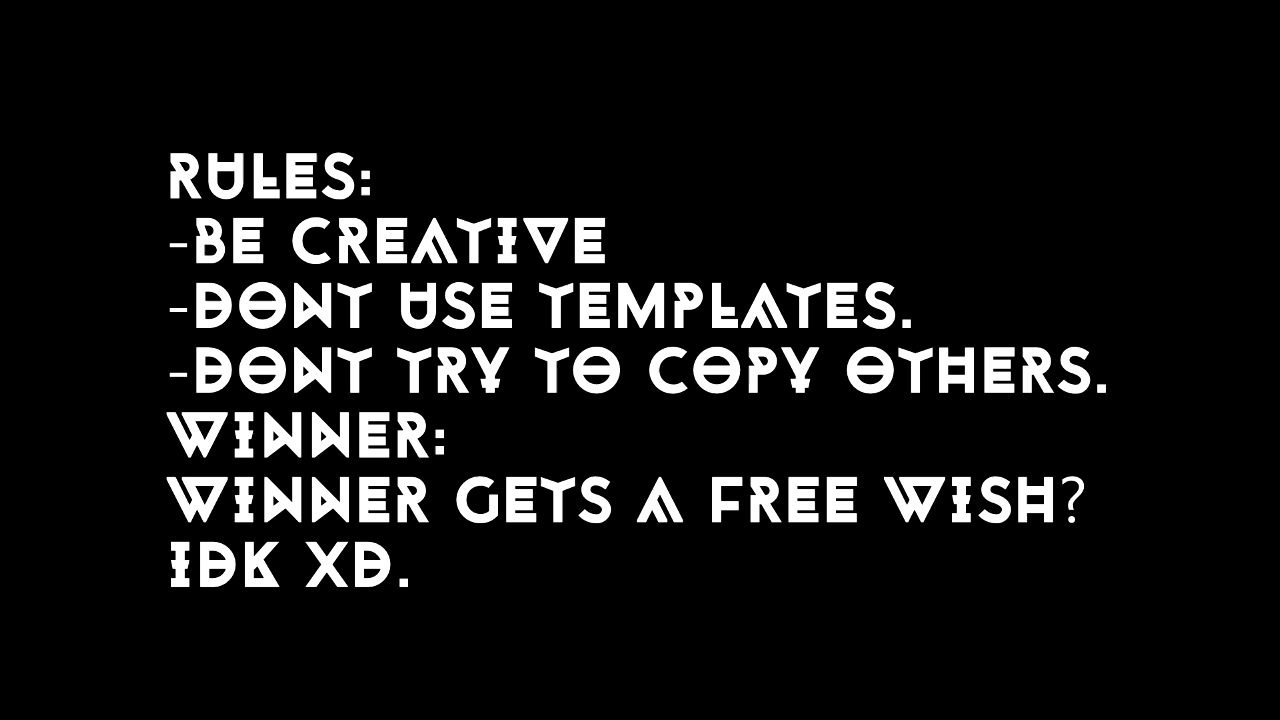 RULES:
-BE CREATIVE
-DONT USE TEMPLATES.
-DONT TRY TO COPY OTHERS.
WINNER:
WINNER GETS A FREE WISH?
IDK XD.